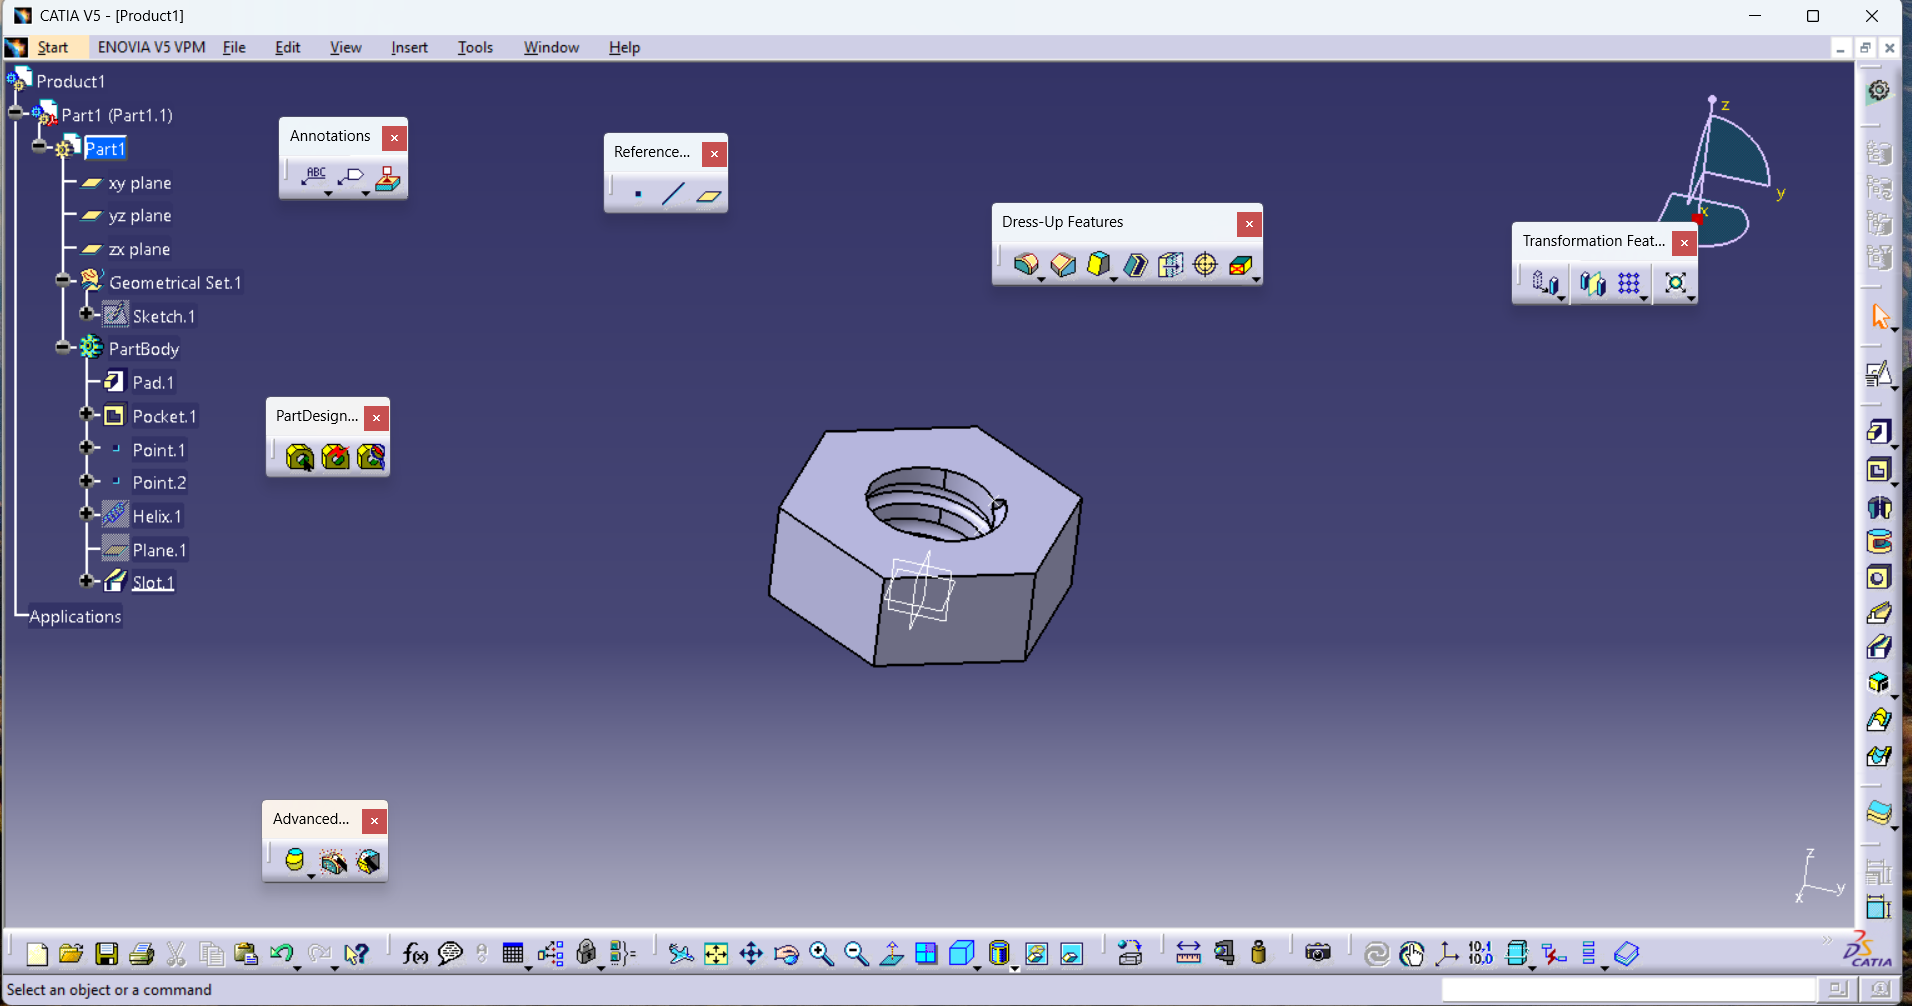 CATIA V5 - [Product1]
Start ENOVIA V5 VPM File Edit View Insert Tools Window Help
Product1
Part1 (Part1.1)
Part1
xy plane
yz plane
zx plane
Geometrical Set.1
Sketch.1
PartBody
Pad.1
Pocket.1
Point.1
Point.2
Helix.1
Plane.1
Slot.1
Applications
Annotations
ABC
Reference...
Dress-Up Features
Transformation Feat...
PartDesign...
Advanced...
z
y
x
z
y
x
f(x)
10.1
10.0
CATIA
Select an object or a command